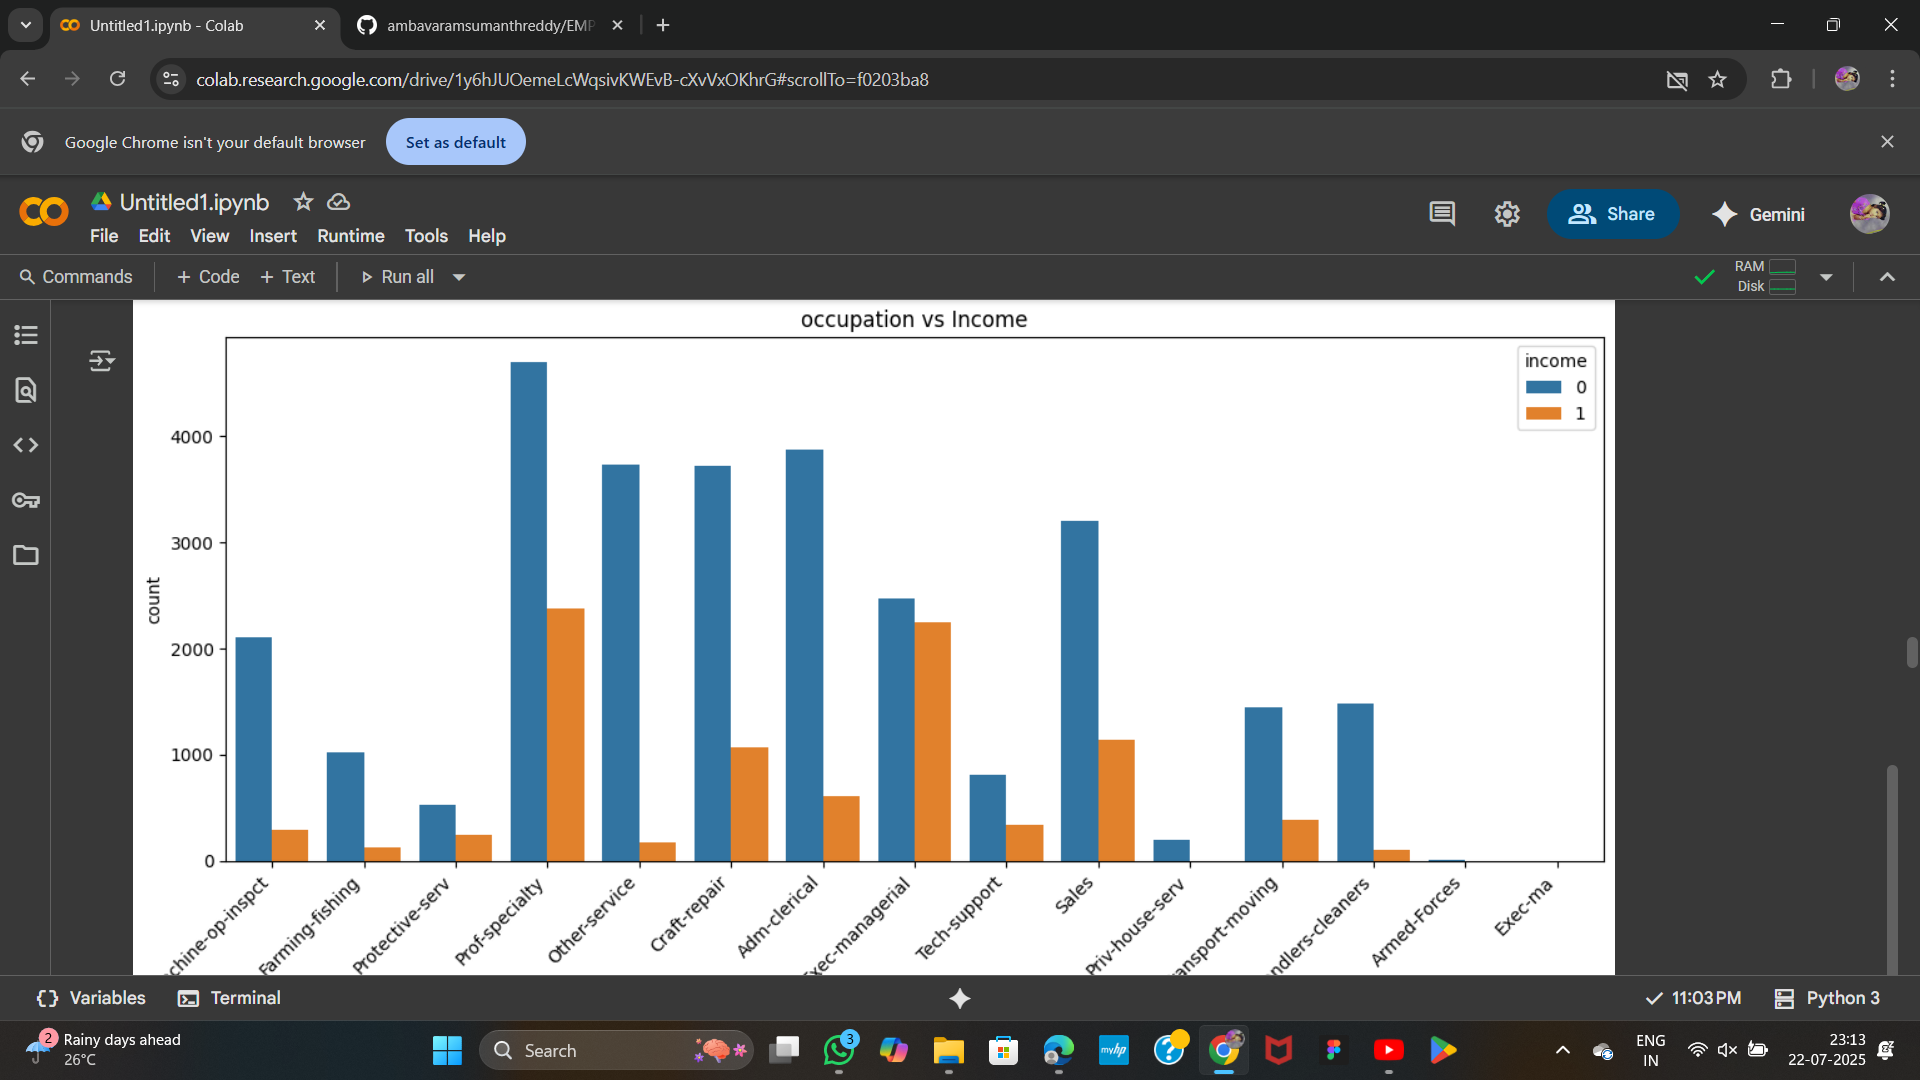 Untitled1.ipynb - Colab
ambavaramsumanthreddy/EMP
colab.research.google.com/drive/1y6hJUOemeLcWqsivKWEvB-cXvVxOKhrG#scrollTo=f0203ba8
Google Chrome isn't your default browser
Set as default
Untitled1.ipynb
File Edit View Insert Runtime Tools Help
Share
Gemini
Commands + Code + Text Run all
RAM
Disk
occupation vs Income
income
0
1
count
4000
3000
2000
1000
0
chine-op-inspct
Farming-fishing
Protective-serv
Prof-specialty
Other-service
Craft-repair
Adm-clerical
xec-managerial
Tech-support
Sales
Priv-house-serv
ansport-moving
ndlers-cleaners
Armed-Forces
Exec-ma
Variables
Terminal
11:03 PM
Python 3
2
Rainy days ahead
26°C
Search
3
myhp
ENG
IN
23:13
22-07-2025